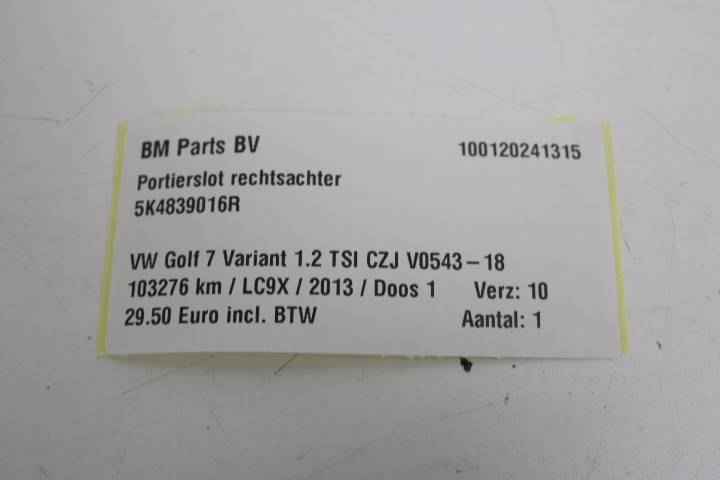 BM Parts BV 100120241315
Portierslot rechtsachter
5K4839016R
VW Golf 7 Variant 1.2 TSI CZJ V0543-18
103276 km / LC9X / 2013 / Doos 1 Verz: 10
29.50 Euro incl. BTW Aantal: 1